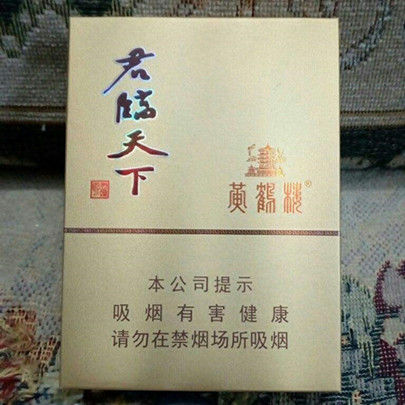 君临天下
黄鹤楼®
本公司提示
吸烟有害健康
请勿在禁烟场所吸烟